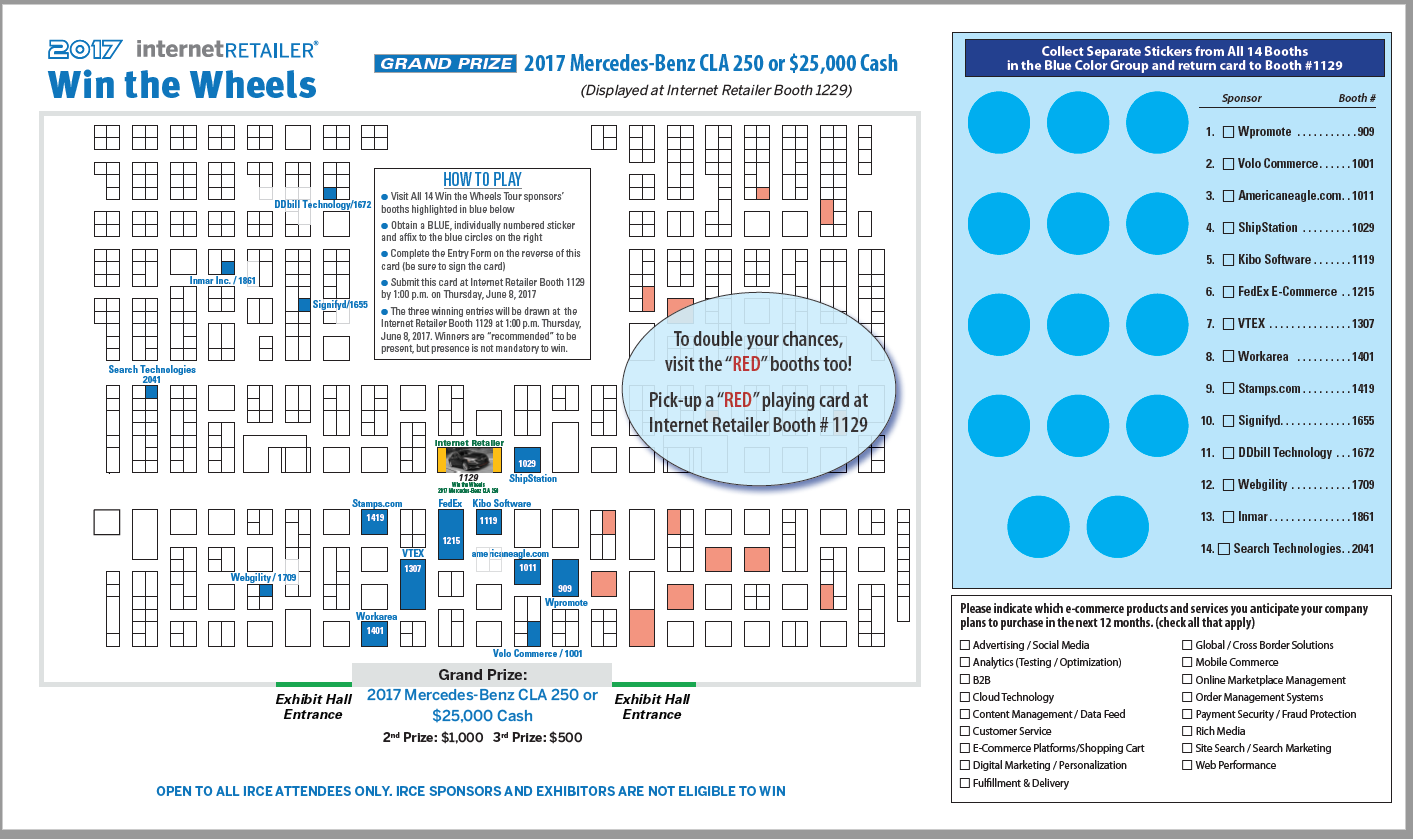 2017 internetRETAILER®
Win the Wheels
GRAND PRIZE 2017 Mercedes-Benz CLA 250 or $25,000 Cash
(Displayed at Internet Retailer Booth 1229)
HOW TO PLAY
● Visit All 14 Win the Wheels Tour sponsors'
booths highlighted in blue below
● Obtain a BLUE, individually numbered sticker
and affix to the blue circles on the right
● Complete the Entry Form on the reverse of this
card (be sure to sign the card)
● Submit this card at Internet Retailer Booth 1129
by 1:00 p.m. on Thursday, June 8, 2017
● The three winning entries will be drawn at the
Internet Retailer Booth 1129 at 1:00 p.m. Thursday,
June 8, 2017. Winners are "recommended" to be
present, but presence is not mandatory to win.
DDbill Technology/1672
Inmar Inc. / 1861
Signifyd/1655
Search Technologies
2041
To double your chances,
visit the "RED" booths too!
Pick-up a "RED" playing card at
Internet Retailer Booth # 1129
Internet Retailer
1129
Win the Wheels
2017 Mercedes-Benz CLA 250
1029
ShipStation
Stamps.com
1419
FedEx
1215
Kibo Software
1119
VTEX
1307
americaneagle.com
1011
909
Wpromote
Webgility / 1709
Workarea
1401
Volo Commerce / 1001
Exhibit Hall
Entrance
Grand Prize:
2017 Mercedes-Benz CLA 250 or
$25,000 Cash
2nd Prize: $1,000 3rd Prize: $500
Exhibit Hall
Entrance
OPEN TO ALL IRCE ATTENDEES ONLY. IRCE SPONSORS AND EXHIBITORS ARE NOT ELIGIBLE TO WIN
Collect Separate Stickers from All 14 Booths
in the Blue Color Group and return card to Booth #1129
Sponsor Booth #
1. Wpromote ...........909
2. Volo Commerce......1001
3. Americaneagle.com..1011
4. ShipStation .........1029
5. Kibo Software .......1119
6. FedEx E-Commerce ..1215
7. VTEX ...............1307
8. Workarea ..........1401
9. Stamps.com .........1419
10. Signifyd.............1655
11. DDbill Technology ...1672
12. Webgility ...........1709
13. Inmar...............1861
14. Search Technologies..2041
Please indicate which e-commerce products and services you anticipate your company
plans to purchase in the next 12 months. (check all that apply)
Advertising / Social Media
Analytics (Testing / Optimization)
B2B
Cloud Technology
Content Management / Data Feed
Customer Service
E-Commerce Platforms/Shopping Cart
Digital Marketing / Personalization
Fulfillment & Delivery
Global / Cross Border Solutions
Mobile Commerce
Online Marketplace Management
Order Management Systems
Payment Security / Fraud Protection
Rich Media
Site Search / Search Marketing
Web Performance